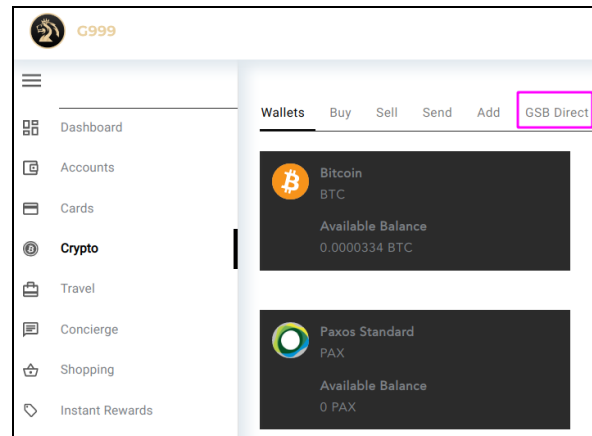 G999
Dashboard
Accounts
Cards
Crypto
Travel
Concierge
Shopping
Instant Rewards
Wallets Buy Sell Send Add GSB Direct
Bitcoin
BTC
Available Balance
0.0000334 BTC
Paxos Standard
PAX
Available Balance
0 PAX